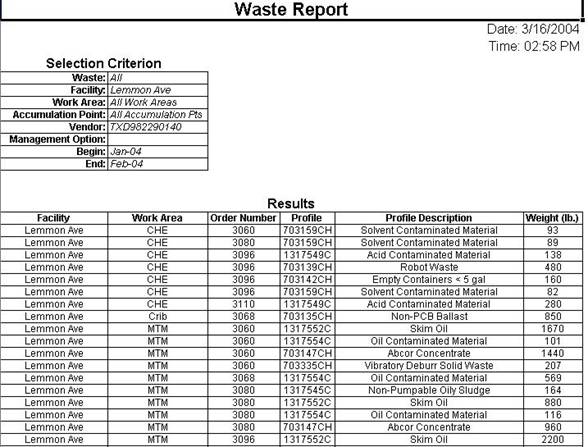 Waste Report
Date: 3/16/2004
Time: 02:58 PM
Selection Criterion
Waste: All
Facility: Lemmon Ave
Work Area: All Work Areas
Accumulation Point: All Accumulation Pts
Vendor: TXD982290140
Management Option:
Begin: Jan-04
End: Feb-04
Results
Facility Work Area Order Number Profile Profile Description Weight (lb.)
Lemmon Ave CHE 3060 703159CH Solvent Contaminated Material 93
Lemmon Ave CHE 3080 703159CH Solvent Contaminated Material 89
Lemmon Ave CHE 3096 1317549C Acid Contaminated Material 138
Lemmon Ave CHE 3096 703139CH Robot Waste 480
Lemmon Ave CHE 3096 703142CH Empty Containers < 5 gal 160
Lemmon Ave CHE 3096 703159CH Solvent Contaminated Material 82
Lemmon Ave CHE 3110 1317549C Acid Contaminated Material 280
Lemmon Ave Crib 3068 703135CH Non-PCB Ballast 850
Lemmon Ave MTM 3060 1317552C Skim Oil 1670
Lemmon Ave MTM 3060 1317554C Oil Contaminated Material 101
Lemmon Ave MTM 3060 703147CH Abcor Concentrate 1440
Lemmon Ave MTM 3060 703335CH Vibratory Deburr Solid Waste 207
Lemmon Ave MTM 3068 1317554C Oil Contaminated Material 569
Lemmon Ave MTM 3080 1317545C Non-Pumpable Oily Sludge 164
Lemmon Ave MTM 3080 1317552C Skim Oil 880
Lemmon Ave MTM 3080 1317554C Oil Contaminated Material 116
Lemmon Ave MTM 3080 703147CH Abcor Concentrate 960
Lemmon Ave MTM 3096 1317552C Skim Oil 2200